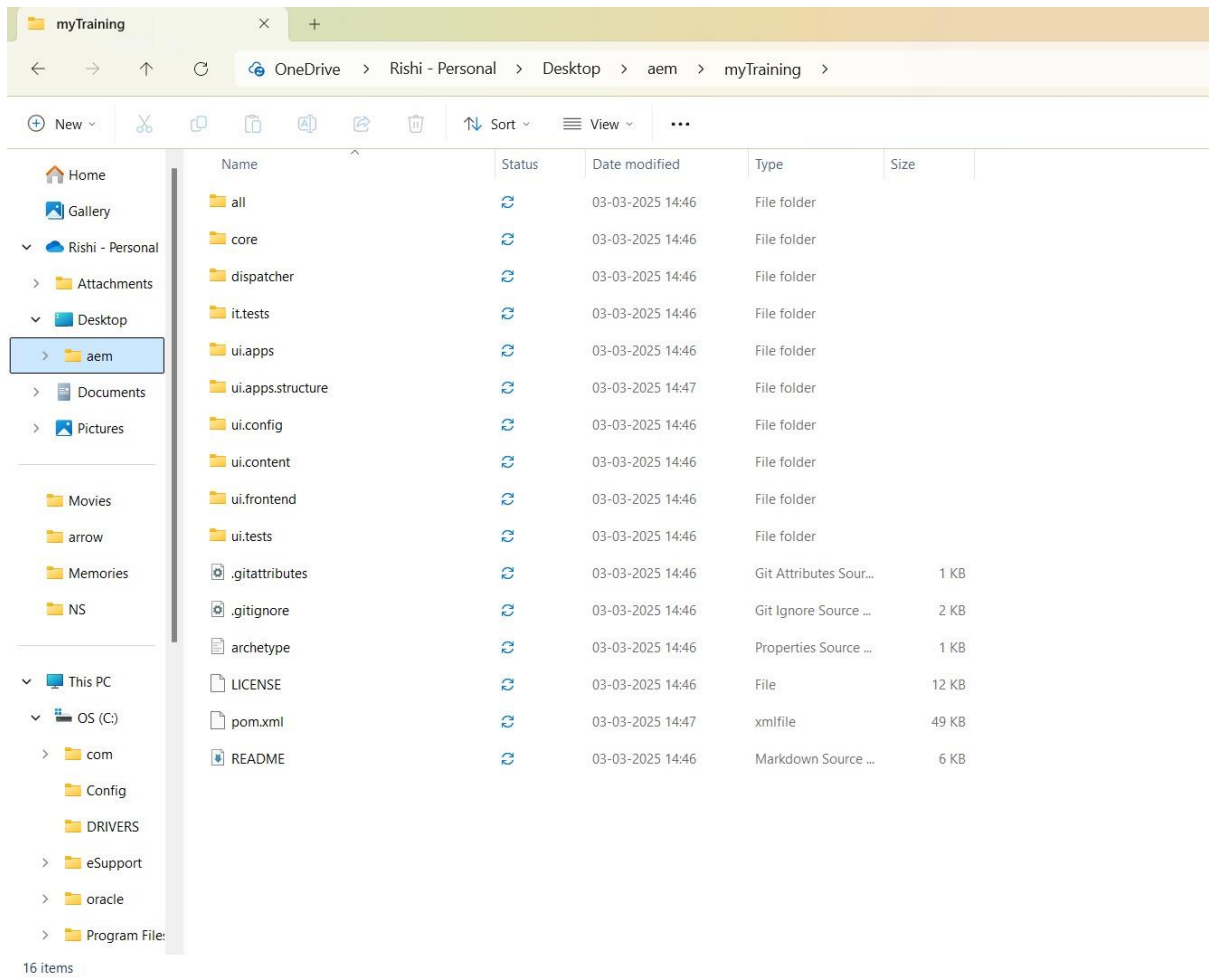 myTraining
OneDrive > Rishi - Personal > Desktop > aem > myTraining >
New Sort View
Name Status Date modified Type Size
Home
Gallery
Rishi - Personal
Attachments
Desktop
aem
Documents
Pictures
Movies
arrow
Memories
NS
This PC
OS (C:)
com
Config
DRIVERS
eSupport
oracle
Program Files
all 03-03-2025 14:46 File folder
core 03-03-2025 14:46 File folder
dispatcher 03-03-2025 14:46 File folder
it.tests 03-03-2025 14:46 File folder
ui.apps 03-03-2025 14:46 File folder
ui.apps.structure 03-03-2025 14:47 File folder
ui.config 03-03-2025 14:46 File folder
ui.content 03-03-2025 14:46 File folder
ui.frontend 03-03-2025 14:46 File folder
ui.tests 03-03-2025 14:46 File folder
.gitattributes 03-03-2025 14:46 Git Attributes Sour... 1 KB
.gitignore 03-03-2025 14:46 Git Ignore Source ... 2 KB
archetype 03-03-2025 14:46 Properties Source ... 1 KB
LICENSE 03-03-2025 14:46 File 12 KB
pom.xml 03-03-2025 14:47 xmlfile 49 KB
README 03-03-2025 14:46 Markdown Source ... 6 KB
16 items